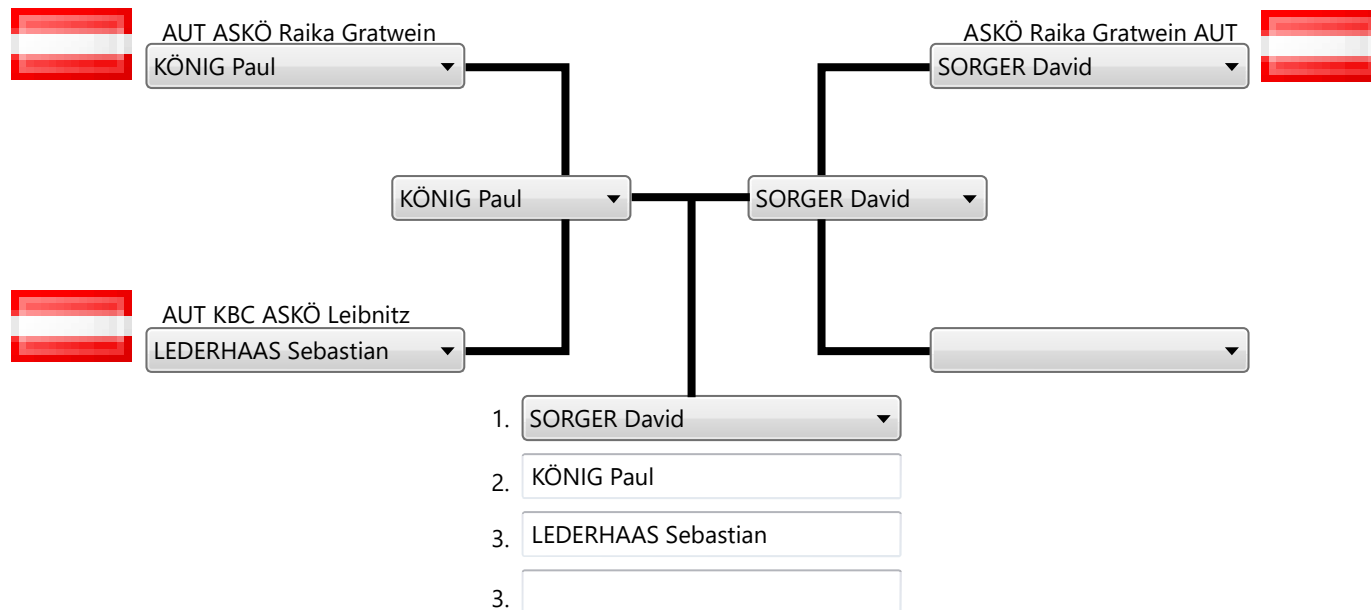 AUT ASKÖ Raika Gratwein
KÖNIG Paul
ASKÖ Raika Gratwein AUT
SORGER David
KÖNIG Paul
SORGER David
AUT KBC ASKÖ Leibnitz
LEDERHAAS Sebastian
1. SORGER David
2. KÖNIG Paul
3. LEDERHAAS Sebastian
3.